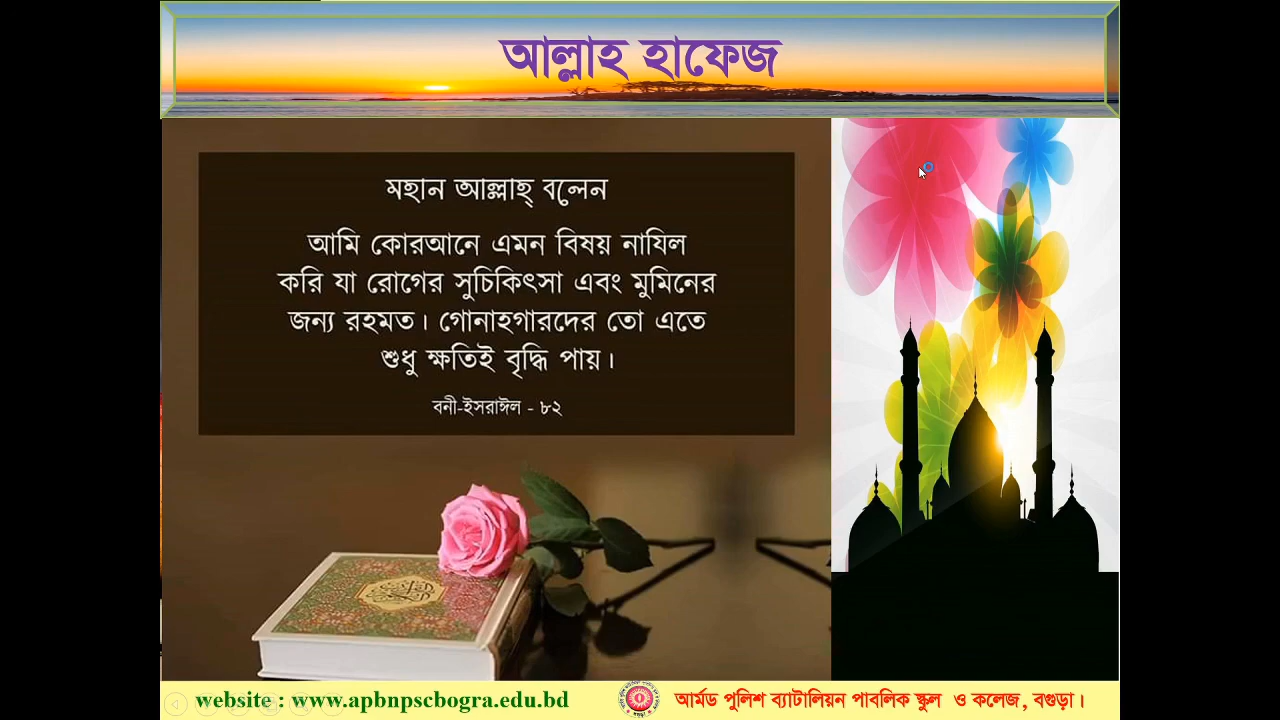 আল্লাহ হাফেজ
মহান আল্লাহ্ বলেন
আমি কোরআনে এমন বিষয় নাযিল
করি যা রোগের সুচিকিৎসা এবং মুমিনের
জন্য রহমত। গোনাহগারদের তো এতে
শুধু ক্ষতিই বৃদ্ধি পায়।
বনী-ইসরাঈল - ৮২
website : www.apbnpscbogra.edu.bd
আর্মড পুলিশ ব্যাটালিয়ন পাবলিক স্কুল ও কলেজ, বগুড়া।